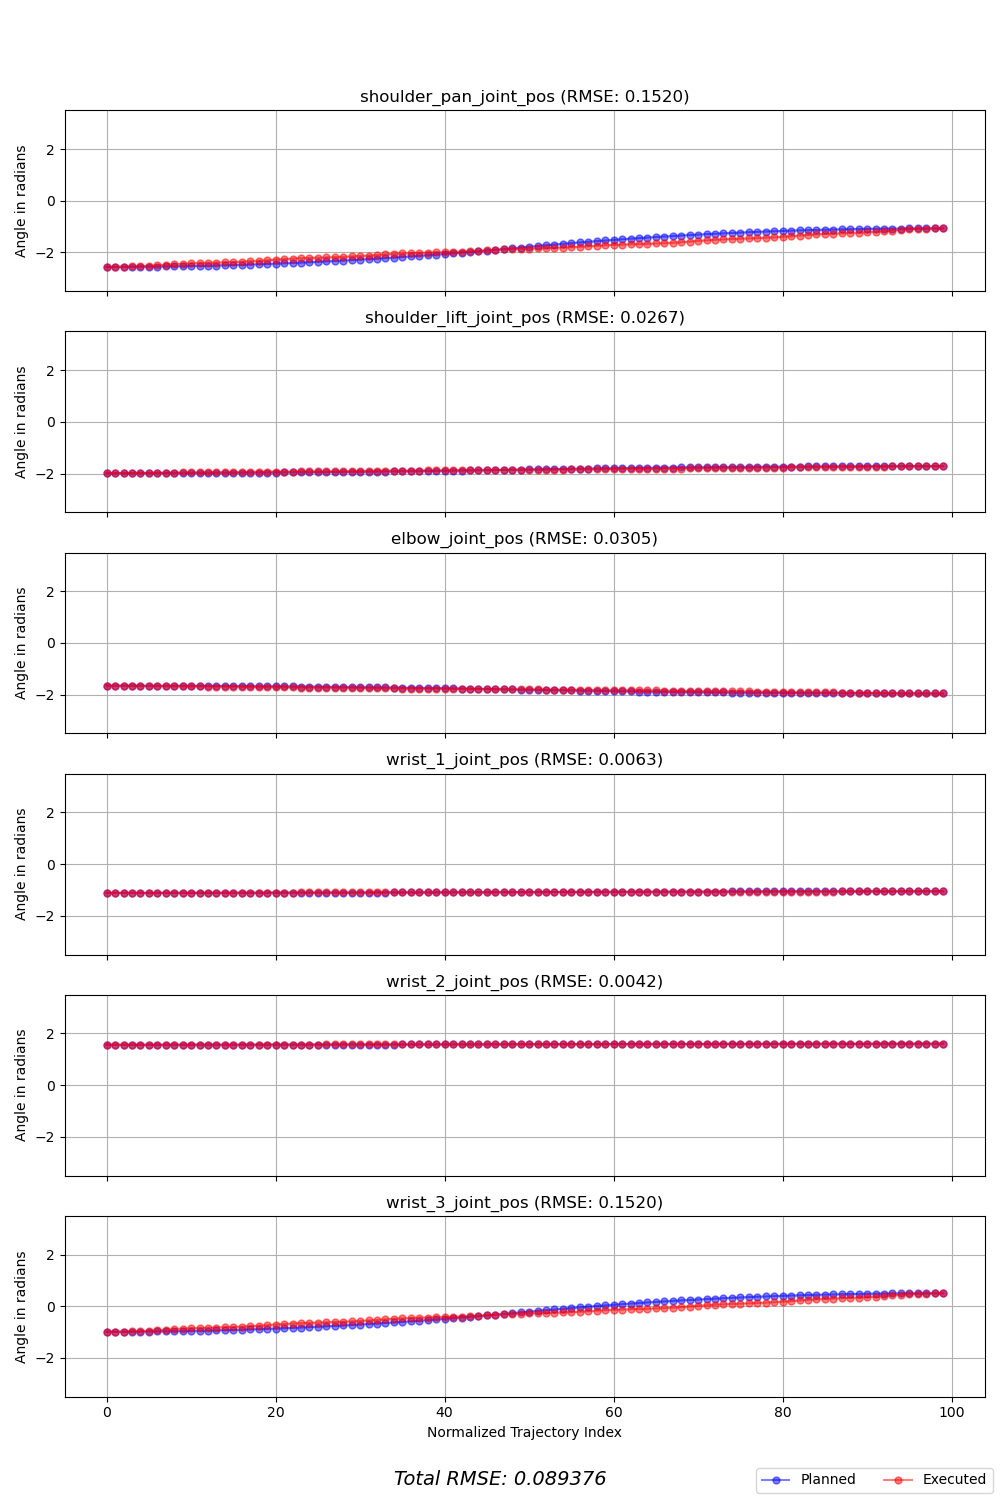 shoulder_pan_joint_pos (RMSE: 0.1520)
Angle in radians
2
0
−2
shoulder_lift_joint_pos (RMSE: 0.0267)
Angle in radians
2
0
−2
elbow_joint_pos (RMSE: 0.0305)
Angle in radians
2
0
−2
wrist_1_joint_pos (RMSE: 0.0063)
Angle in radians
2
0
−2
wrist_2_joint_pos (RMSE: 0.0042)
Angle in radians
2
0
−2
wrist_3_joint_pos (RMSE: 0.1520)
Angle in radians
2
0
−2
0 20 40 60 80 100
Normalized Trajectory Index
Total RMSE: 0.089376
Planned Executed